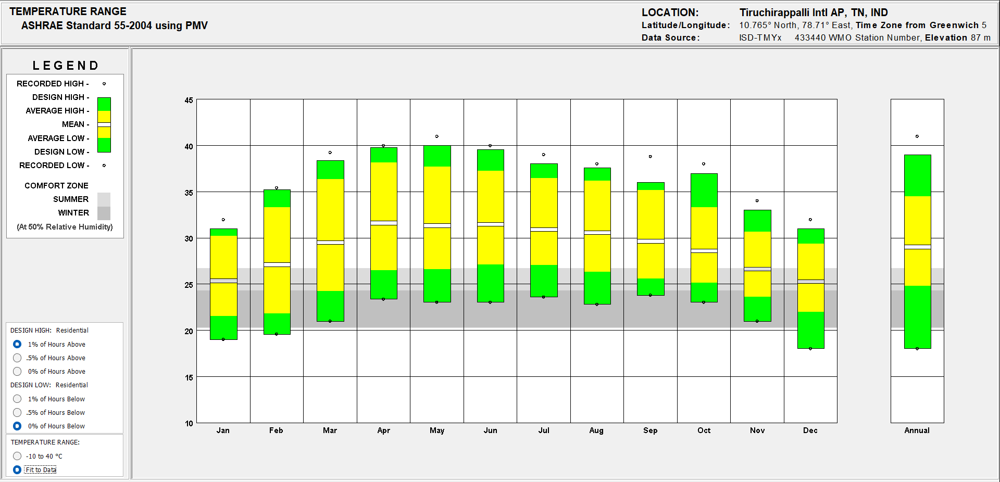 TEMPERATURE RANGE
ASHRAE Standard 55-2004 using PMV
LOCATION: Tiruchirappalli Intl AP, TN, IND
Latitude/Longitude: 10.765° North, 78.71° East, Time Zone from Greenwich 5
Data Source: ISD-TMYx 433440 WMO Station Number, Elevation 87 m
LEGEND
RECORDED HIGH -
DESIGN HIGH -
AVERAGE HIGH -
MEAN -
AVERAGE LOW -
DESIGN LOW -
RECORDED LOW -
COMFORT ZONE
SUMMER
WINTER
(At 50% Relative Humidity)
DESIGN HIGH: Residential
1% of Hours Above
.5% of Hours Above
0% of Hours Above
DESIGN LOW: Residential
1% of Hours Below
.5% of Hours Below
0% of Hours Below
TEMPERATURE RANGE:
-10 to 40 °C
Fit to Data
45
40
35
30
25
20
15
10
Jan Feb Mar Apr May Jun Jul Aug Sep Oct Nov Dec Annual